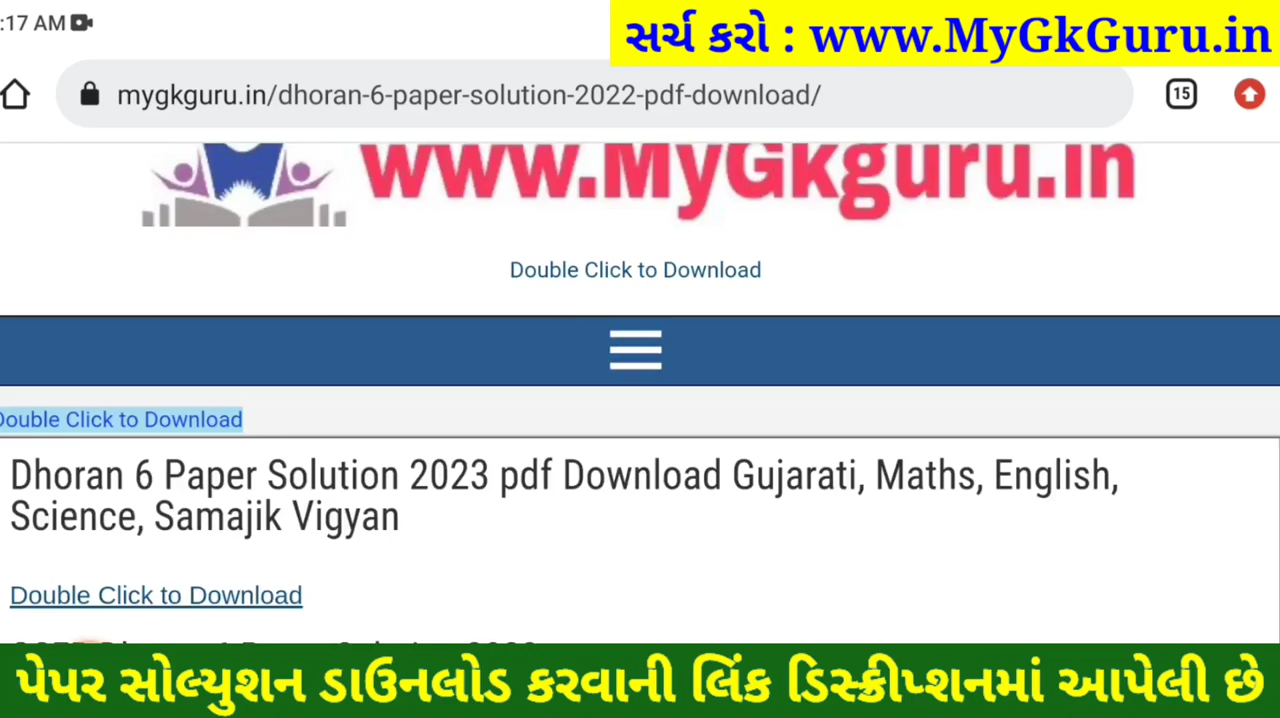 :17 AM
સર્ચ કરો : www.MyGkGuru.in
mygkguru.in/dhoran-6-paper-solution-2022-pdf-download/
15
www.MyGkguru.in
Double Click to Download
Double Click to Download
Dhoran 6 Paper Solution 2023 pdf Download Gujarati, Maths, English,
Science, Samajik Vigyan
Double Click to Download
પેપર સોલ્યુશન ડાઉનલોડ કરવાની લિંક ડિસ્ક્રીપ્શનમાં આપેલી છે